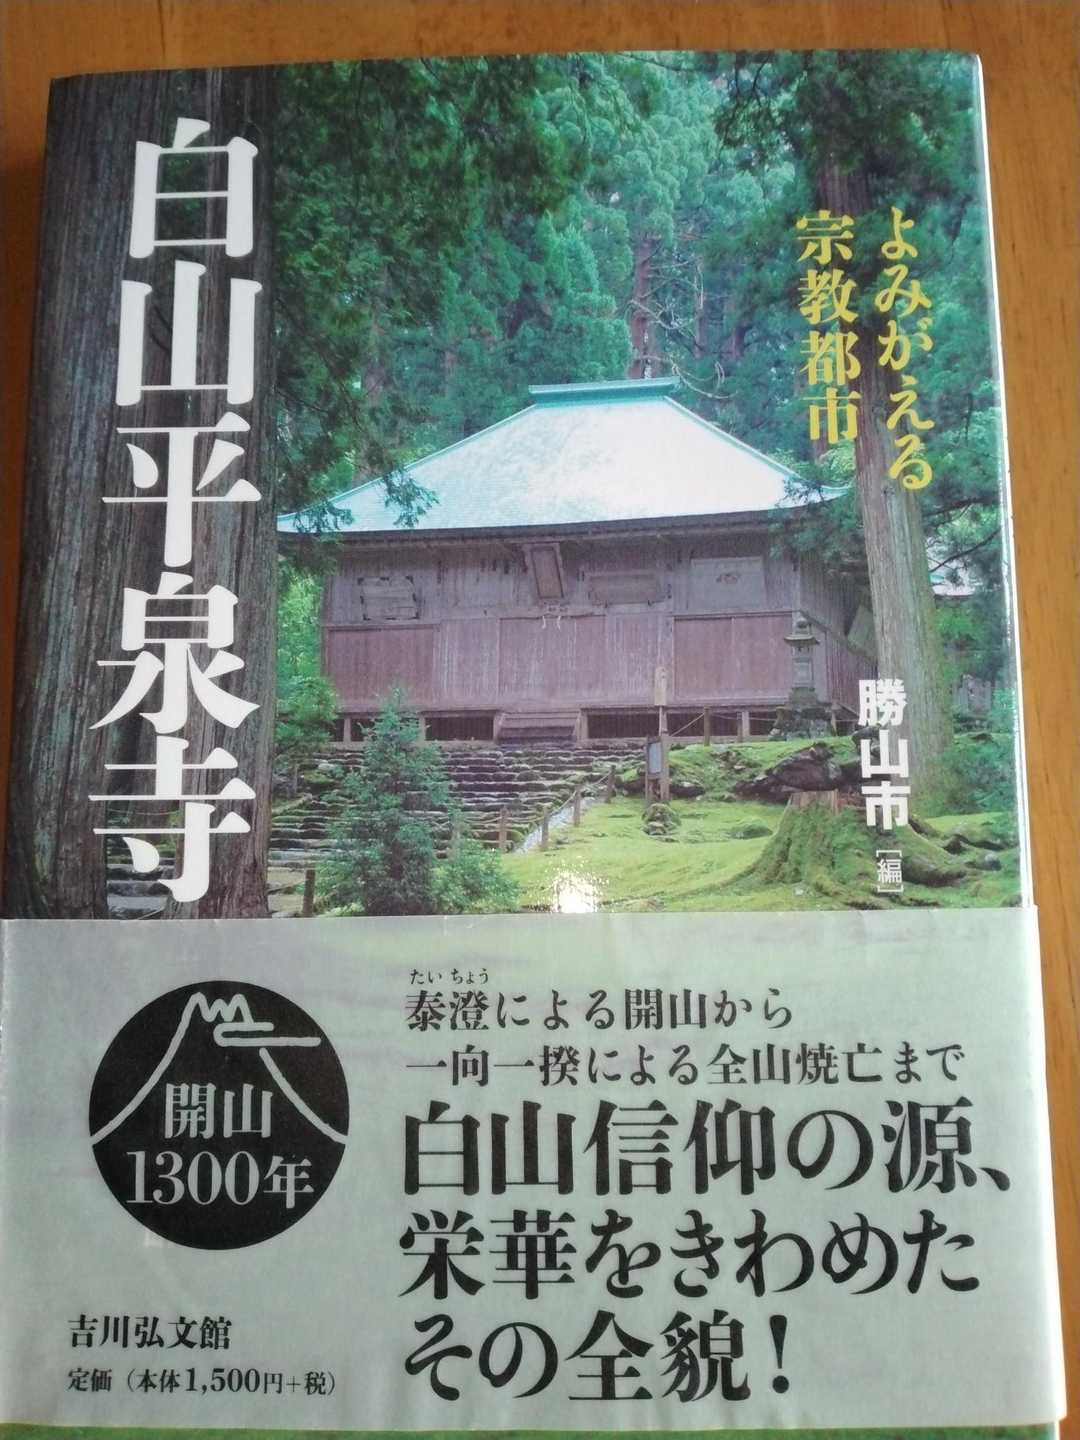 よみがえる
宗教都市
白山平泉寺
勝山市[編]
開山
1300年
たいちょう
泰澄による開山から
一向一揆による全山焼亡まで
白山信仰の源、
栄華をきわめた
その全貌!
吉川弘文館
定価（本体1,500円+税）